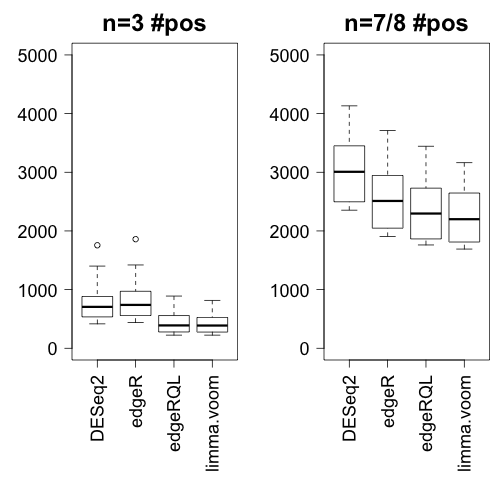 n=3 #pos
5000
4000
3000
2000
1000
0
DESeq2
edgeR
edgeRQL
limma.voom
n=7/8 #pos
5000
4000
3000
2000
1000
0
DESeq2
edgeR
edgeRQL
limma.voom